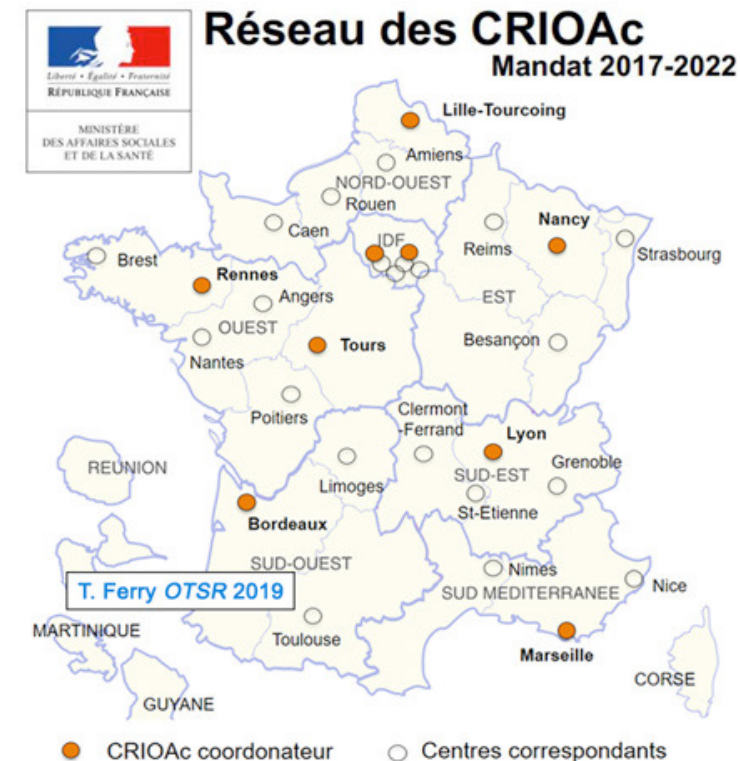 Réseau des CRIOAc
Mandat 2017-2022
Liberté • Égalité • Fraternité
RÉPUBLIQUE FRANÇAISE
MINISTÈRE
DES AFFAIRES SOCIALES
ET DE LA SANTÉ
Lille-Tourcoing
Amiens
NORD-OUEST
Rouen
Caen
IDF
Nancy
Reims
Strasbourg
Brest
Rennes
Angers
EST
OUEST
Nantes
Tours
Besançon
Poitiers
Clermont
-Ferrand
Lyon
Grenoble
REUNION
Limoges
SUD-EST
St-Etienne
Bordeaux
SUD-OUEST
Nimes
Nice
T. Ferry OTSR 2019
SUD MEDITERRANEE
MARTINIQUE
Toulouse
Marseille
CORSE
GUYANE
CRIOAc coordonateur
Centres correspondants